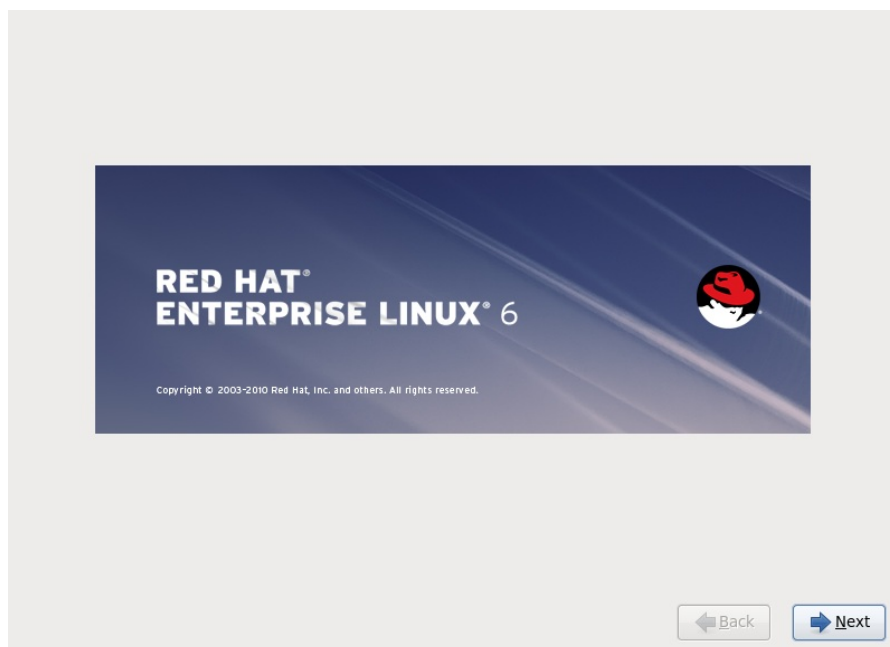 RED HAT®
ENTERPRISE LINUX® 6
Copyright © 2003-2010 Red Hat, Inc. and others. All rights reserved.
Back
Next